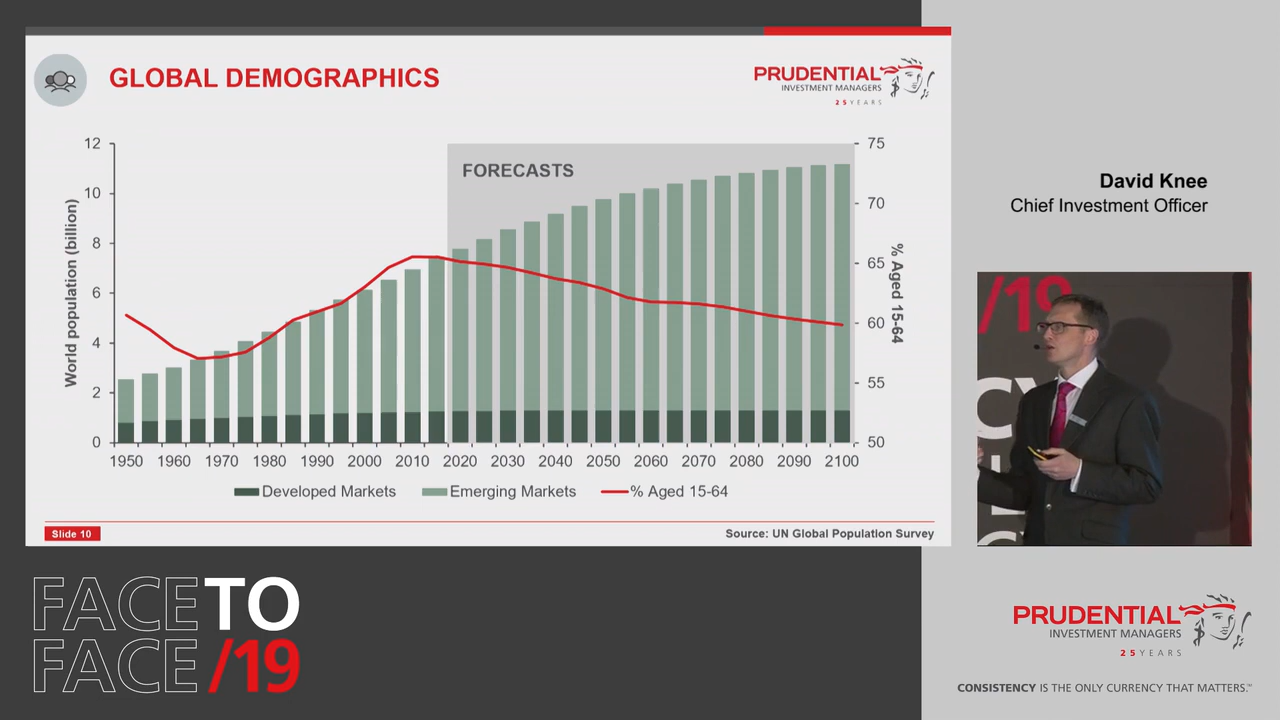 GLOBAL DEMOGRAPHICS
PRUDENTIAL
INVESTMENT MANAGERS
25 YEARS
FORECASTS
World population (billion)
12
10
8
6
4
2
0
% Aged 15-64
75
70
65
60
55
50
1950 1960 1970 1980 1990 2000 2010 2020 2030 2040 2050 2060 2070 2080 2090 2100
Developed Markets Emerging Markets % Aged 15-64
Slide 10
Source: UN Global Population Survey
David Knee
Chief Investment Officer
/19
CY
FACE TO
FACE /19
PRUDENTIAL
INVESTMENT MANAGERS
25 YEARS
CONSISTENCY IS THE ONLY CURRENCY THAT MATTERS.™